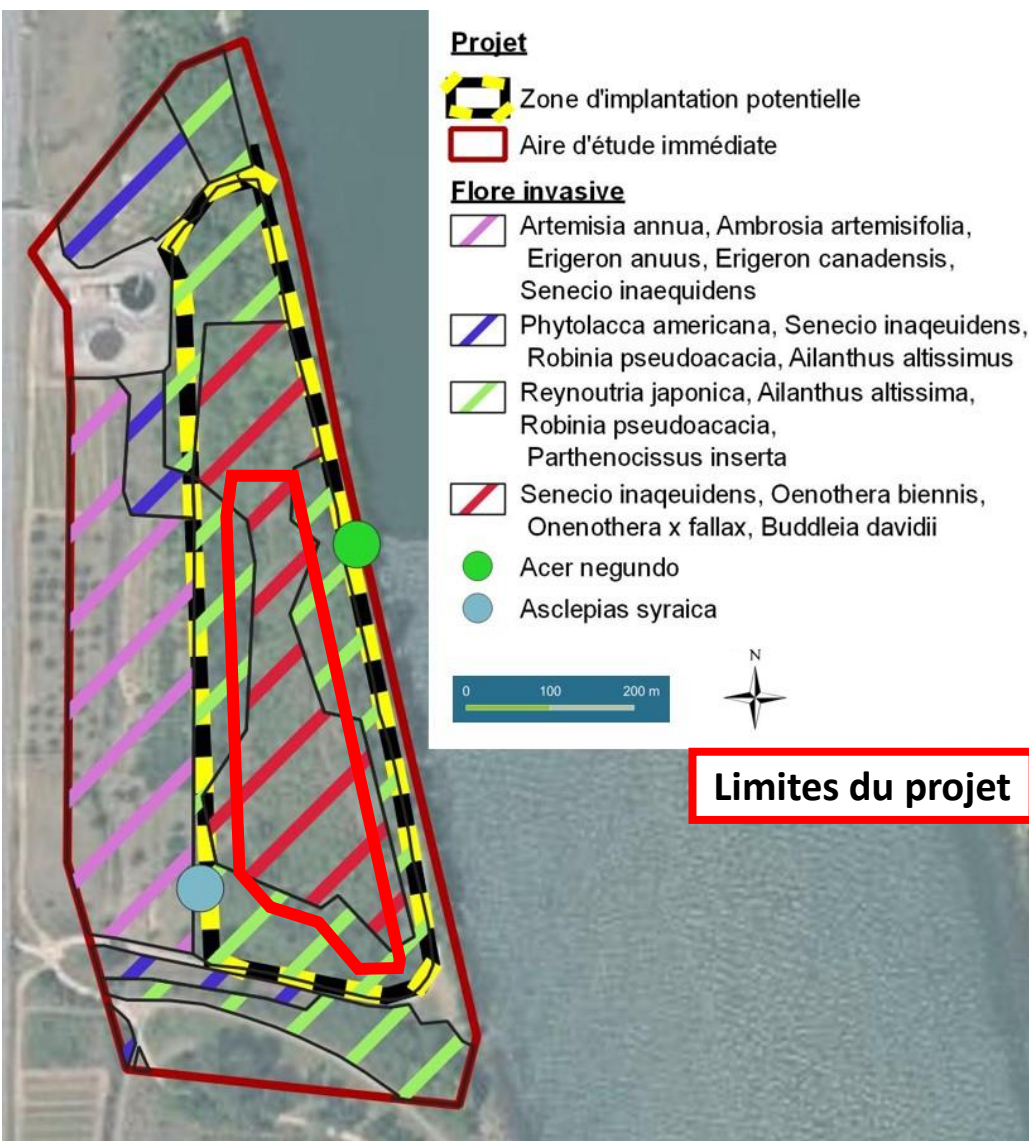 Projet
Zone d'implantation potentielle
Aire d'étude immédiate
Flore invasive
Artemisia annua, Ambrosia artemisifolia,
Erigeron anuus, Erigeron canadensis,
Senecio inaequidens
Phytolacca americana, Senecio inaqeuidens,
Robinia pseudoacacia, Ailanthus altissimus
Reynoutria japonica, Ailanthus altissima,
Robinia pseudoacacia,
Parthenocissus inserta
Senecio inaqeuidens, Oenothera biennis,
Onenothera x fallax, Buddleia davidii
Acer negundo
Asclepias syraica
N
0 100 200 m
Limites du projet